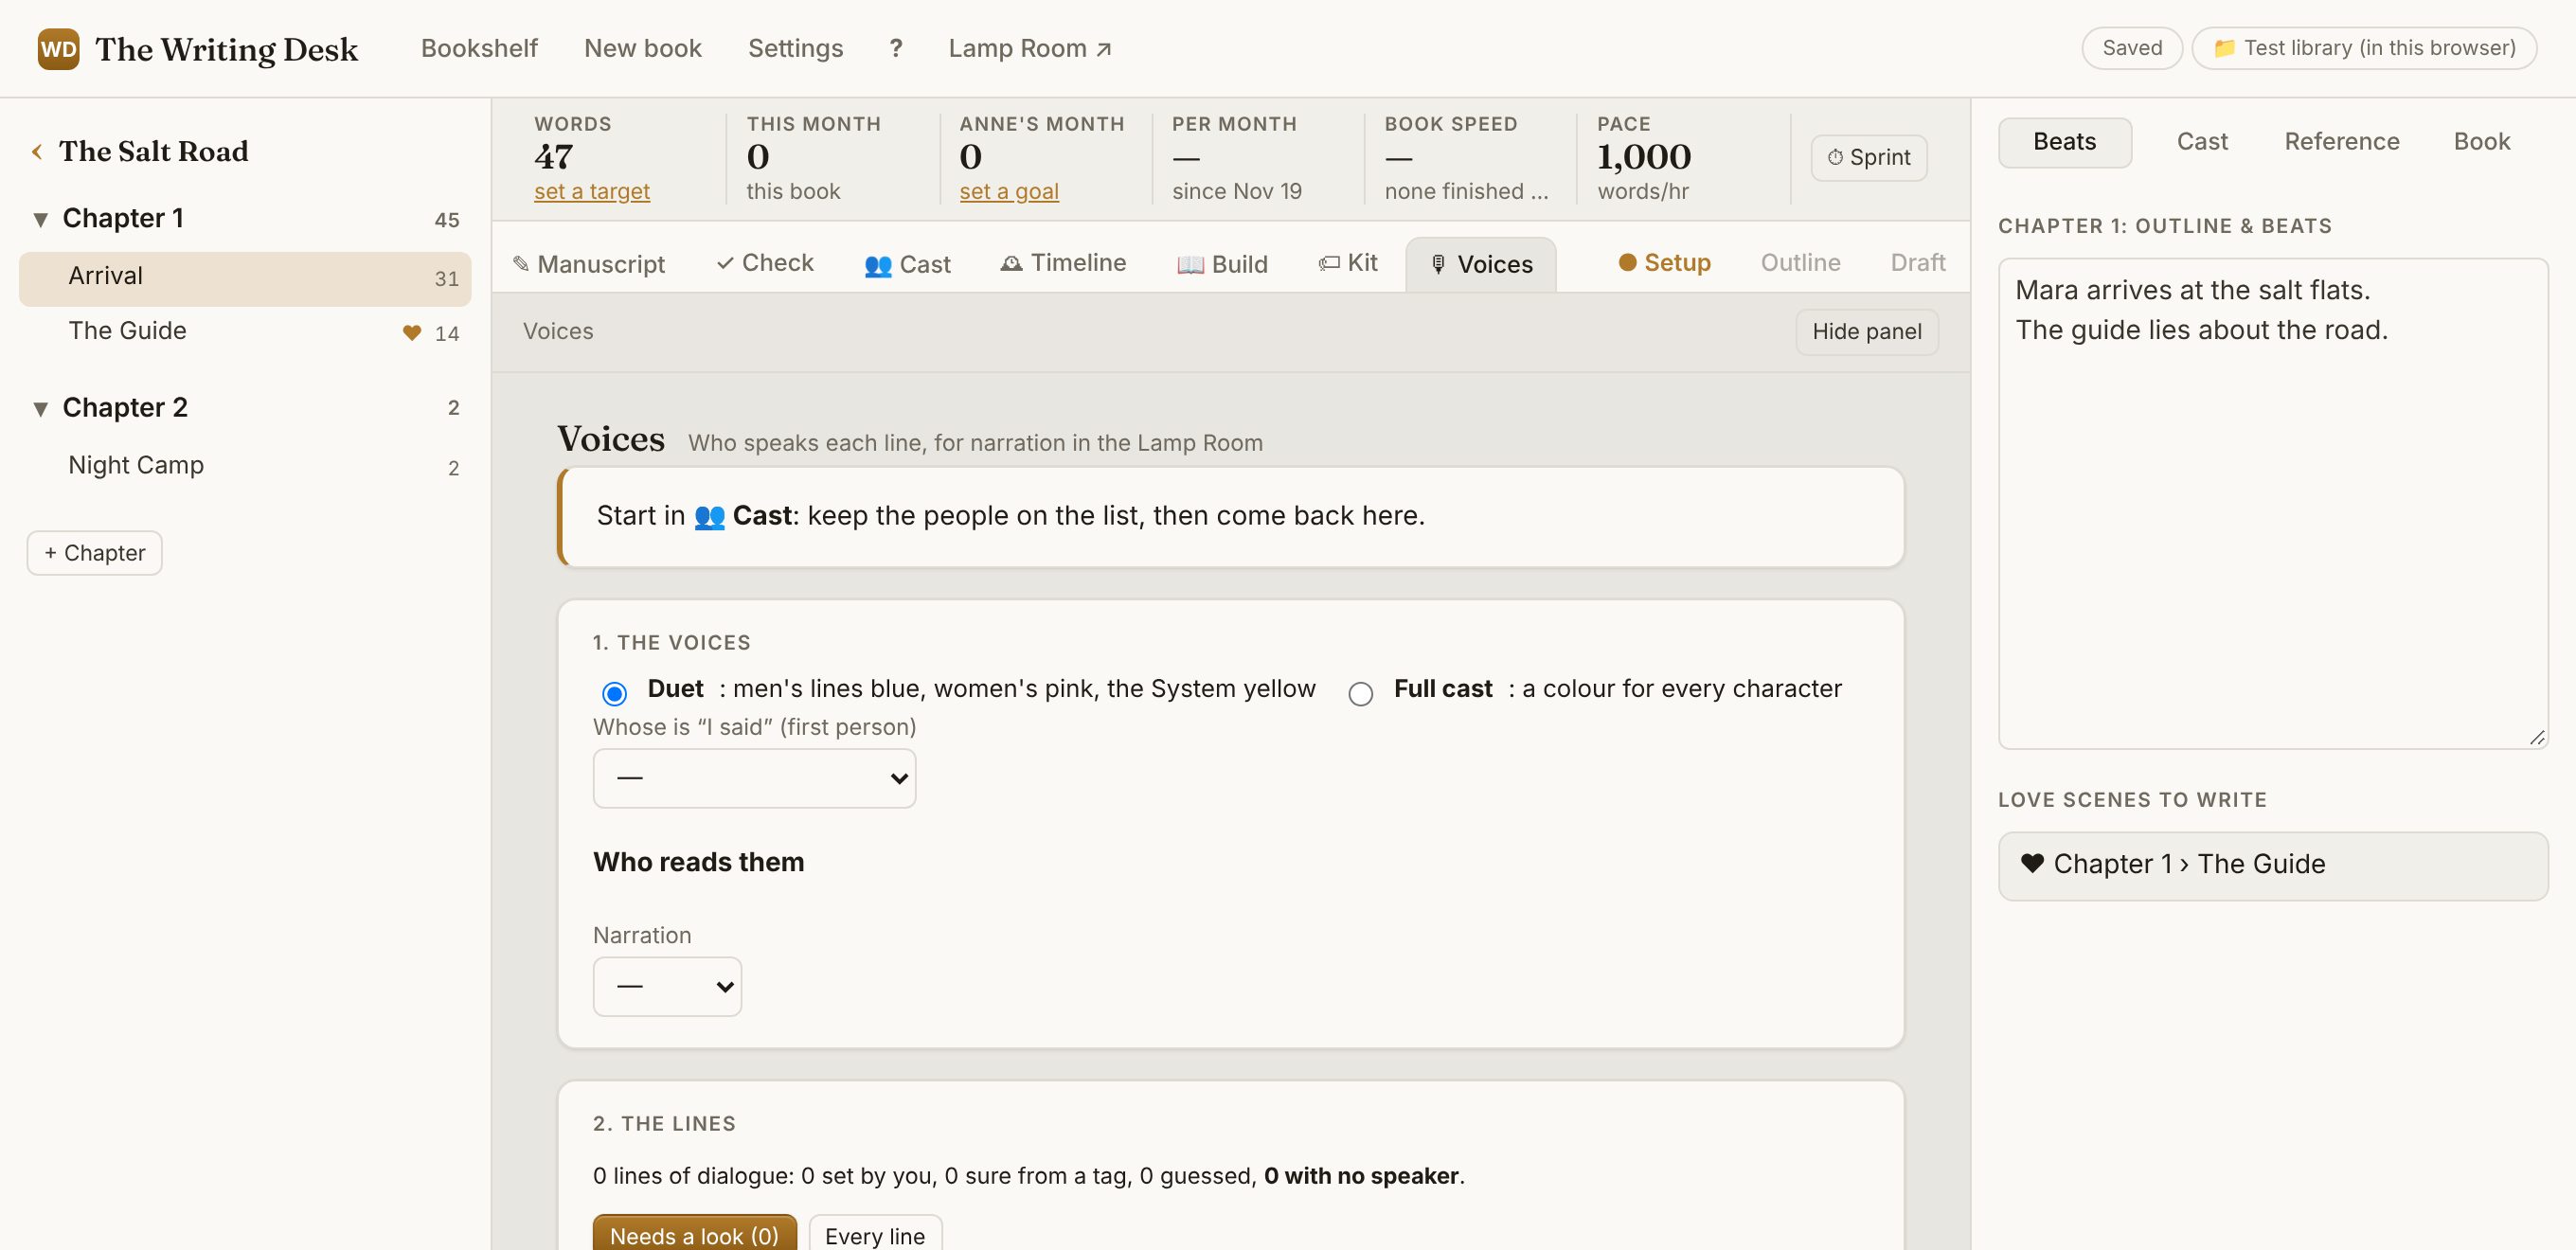 WD The Writing Desk Bookshelf New book Settings ? Lamp Room ↗ Saved 📁 Test library (in this browser)
‹ The Salt Road
▼ Chapter 1 45
Arrival 31
The Guide ♥ 14
▼ Chapter 2 2
Night Camp 2
+ Chapter
WORDS
47
set a target
THIS MONTH
0
this book
ANNE'S MONTH
0
set a goal
PER MONTH
—
since Nov 19
BOOK SPEED
—
none finished ...
PACE
1,000
words/hr
⏱ Sprint
✎ Manuscript ✓ Check 👥 Cast 🕰 Timeline 📖 Build 🏷 Kit 🎙 Voices ● Setup Outline Draft
Voices Hide panel
Voices Who speaks each line, for narration in the Lamp Room
Start in 👥 Cast: keep the people on the list, then come back here.
1. THE VOICES
Duet : men's lines blue, women's pink, the System yellow Full cast : a colour for every character
Whose is “I said” (first person)
—
Who reads them
Narration
—
2. THE LINES
0 lines of dialogue: 0 set by you, 0 sure from a tag, 0 guessed, 0 with no speaker.
Needs a look (0) Every line
Beats Cast Reference Book
CHAPTER 1: OUTLINE & BEATS
Mara arrives at the salt flats.
The guide lies about the road.
LOVE SCENES TO WRITE
♥ Chapter 1 › The Guide